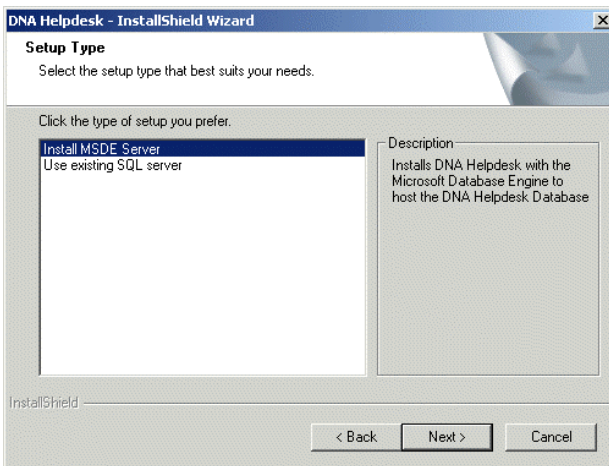 DNA Helpdesk - InstallShield Wizard
Setup Type
Select the setup type that best suits your needs.
Click the type of setup you prefer.
Install MSDE Server
Use existing SQL server
Description
Installs DNA Helpdesk with the
Microsoft Database Engine to
host the DNA Helpdesk Database
InstallShield
< Back
Next >
Cancel